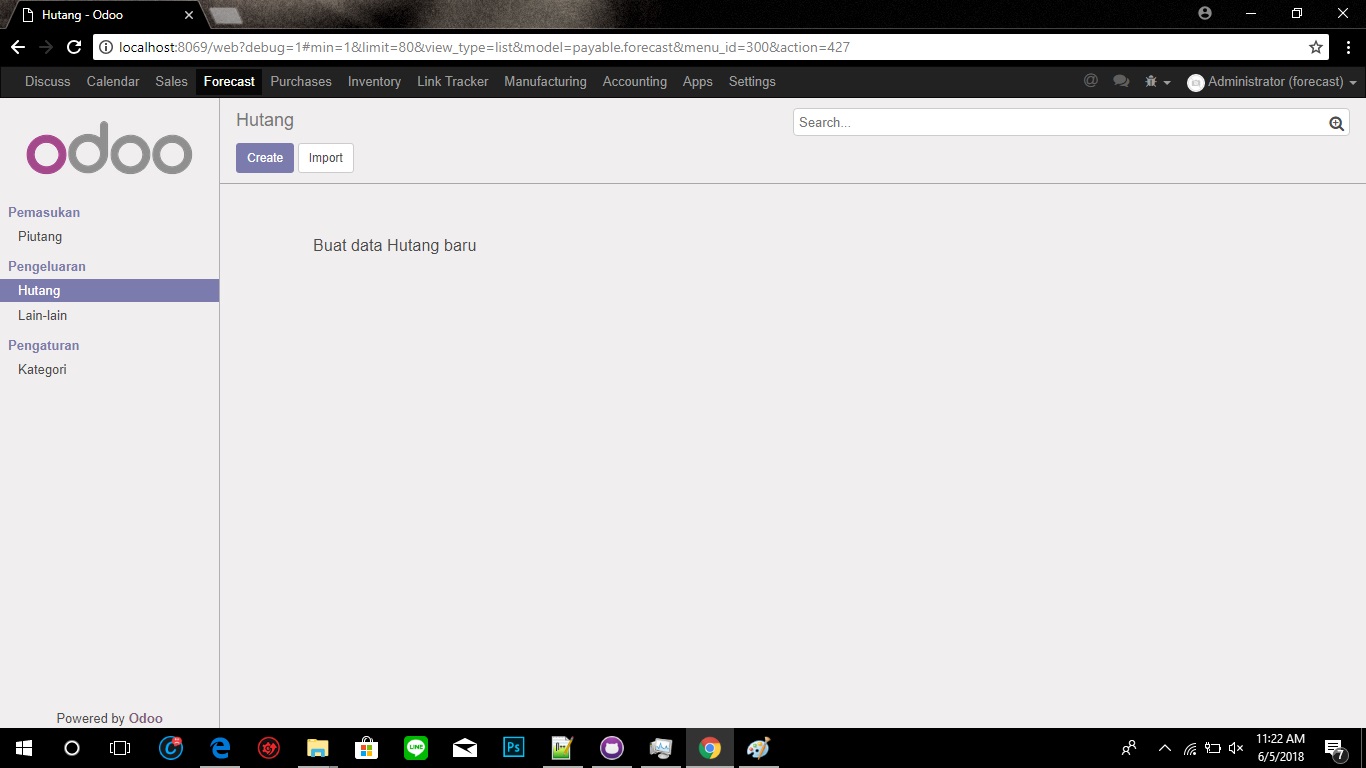 Hutang - Odoo
localhost:8069/web?debug=1#min=1&limit=80&view_type=list&model=payable.forecast&menu_id=300&action=427
Discuss Calendar Sales Forecast Purchases Inventory Link Tracker Manufacturing Accounting Apps Settings @ Administrator (forecast)
odoo
Hutang
Search...
Create Import
Pemasukan
Piutang
Pengeluaran
Hutang
Lain-lain
Pengaturan
Kategori
Buat data Hutang baru
Powered by Odoo
LINE
Ps
11:22 AM
6/5/2018
7